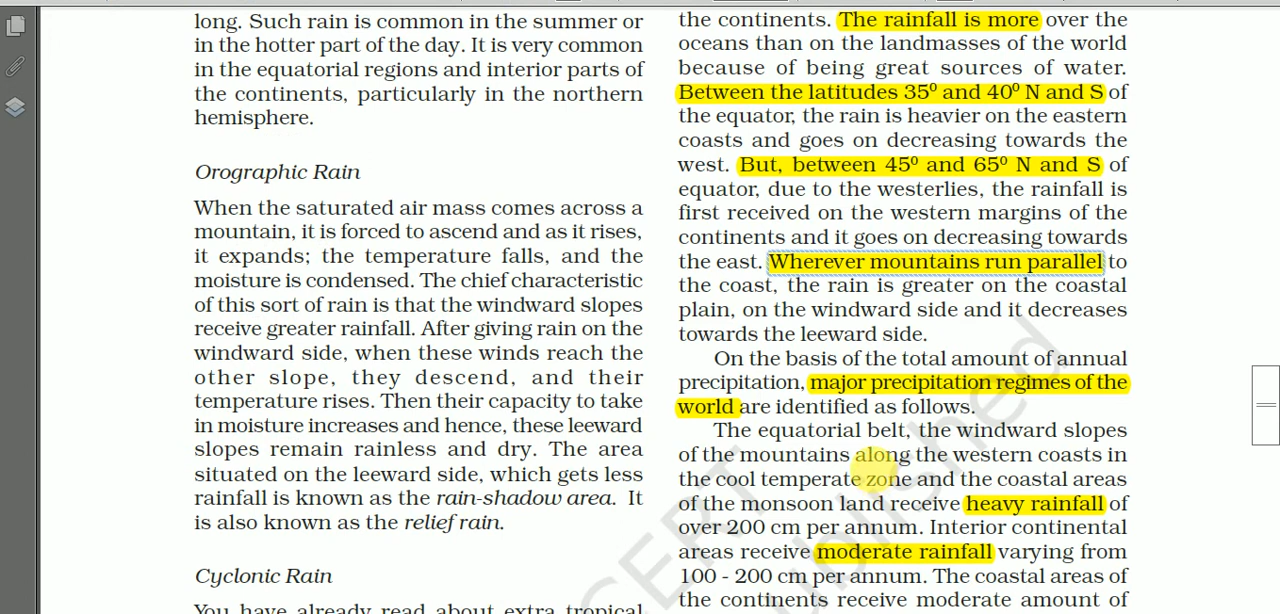 long. Such rain is common in the summer or
in the hotter part of the day. It is very common
in the equatorial regions and interior parts of
the continents, particularly in the northern
hemisphere.
Orographic Rain
When the saturated air mass comes across a
mountain, it is forced to ascend and as it rises,
it expands; the temperature falls, and the
moisture is condensed. The chief characteristic
of this sort of rain is that the windward slopes
receive greater rainfall. After giving rain on the
windward side, when these winds reach the
other slope, they descend, and their
temperature rises. Then their capacity to take
in moisture increases and hence, these leeward
slopes remain rainless and dry. The area
situated on the leeward side, which gets less
rainfall is known as the rain-shadow area. It
is also known as the relief rain.
Cyclonic Rain
You have already read about extra tropical
the continents. The rainfall is more over the
oceans than on the landmasses of the world
because of being great sources of water.
Between the latitudes 35⁰ and 40⁰ N and S of
the equator, the rain is heavier on the eastern
coasts and goes on decreasing towards the
west. But, between 45⁰ and 65⁰ N and S of
equator, due to the westerlies, the rainfall is
first received on the western margins of the
continents and it goes on decreasing towards
the east. Wherever mountains run parallel to
the coast, the rain is greater on the coastal
plain, on the windward side and it decreases
towards the leeward side.
On the basis of the total amount of annual
precipitation, major precipitation regimes of the
world are identified as follows.
The equatorial belt, the windward slopes
of the mountains along the western coasts in
the cool temperate zone and the coastal areas
of the monsoon land receive heavy rainfall of
over 200 cm per annum. Interior continental
areas receive moderate rainfall varying from
100 - 200 cm per annum. The coastal areas of
the continents receive moderate amount of